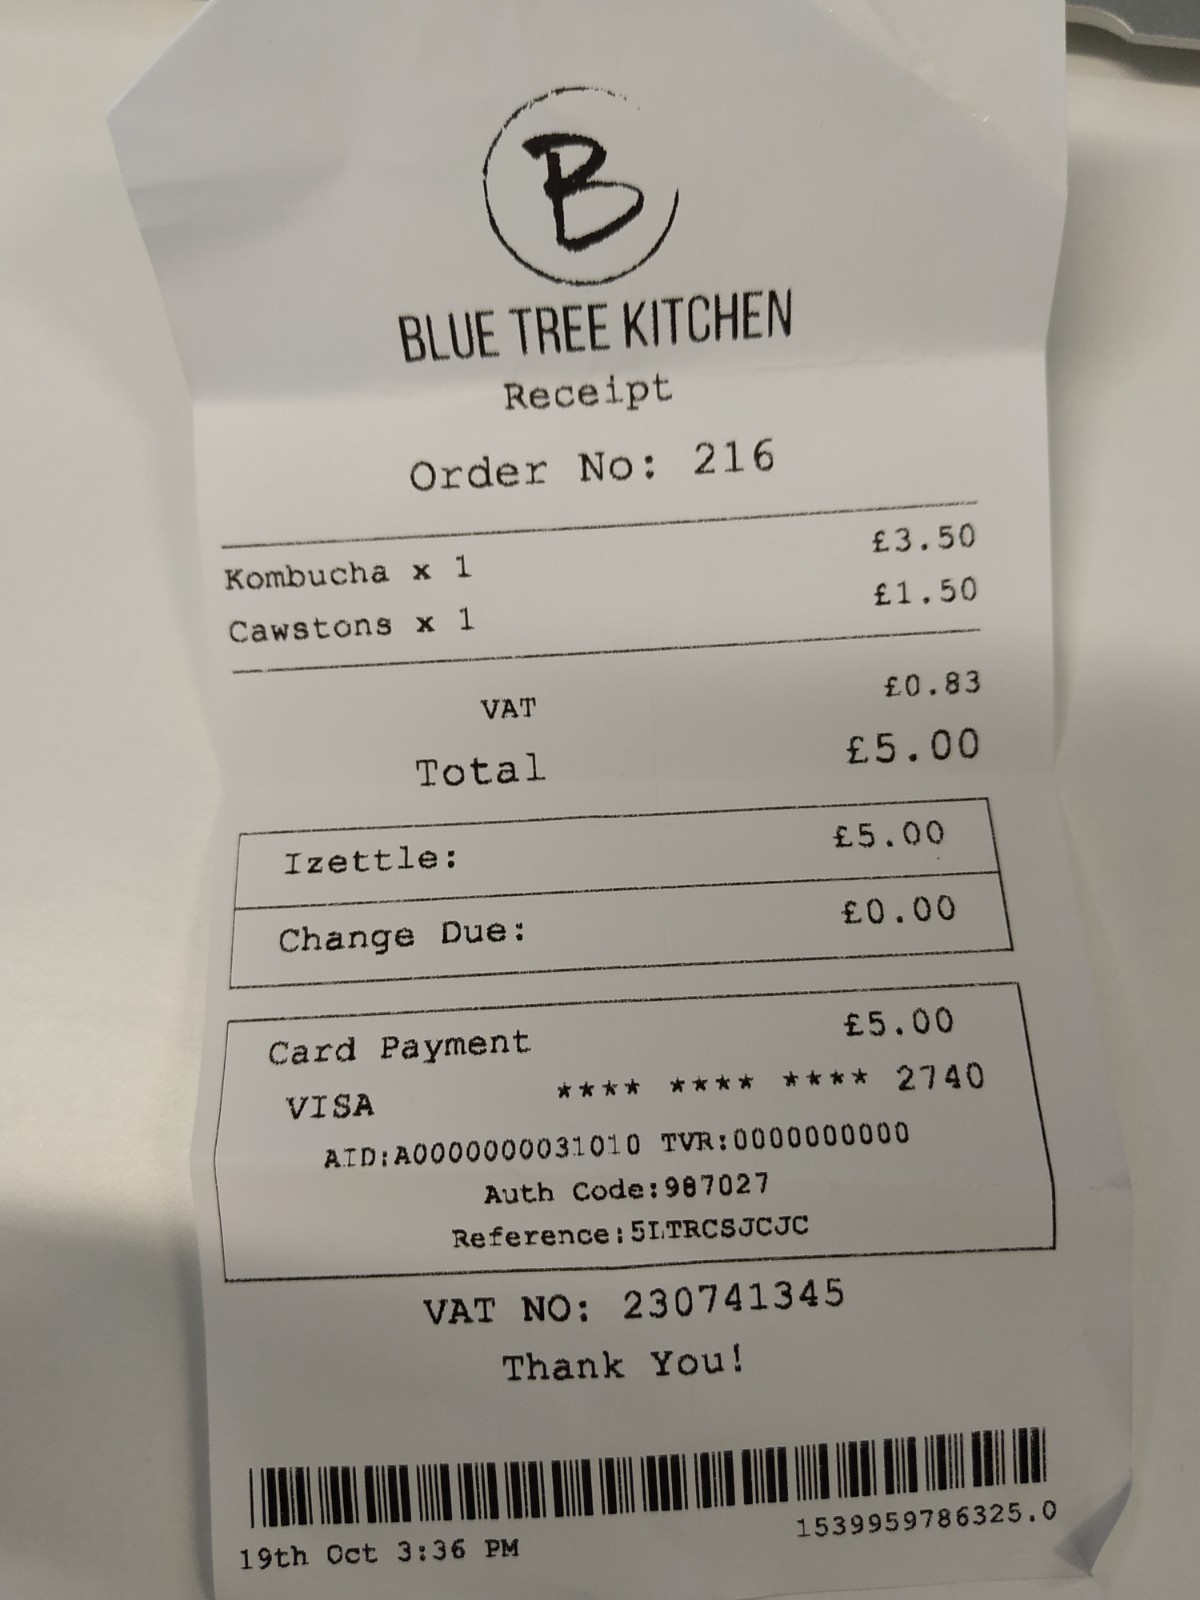 B
BLUE TREE KITCHEN
Receipt
Order No: 216
Kombucha x 1 £3.50
Cawstons x 1 £1.50
VAT £0.83
Total £5.00
Izettle: £5.00
Change Due: £0.00
Card Payment £5.00
VISA **** **** **** 2740
AID:A0000000031010 TVR:0000000000
Auth Code:987027
Reference:5LTRCSJCJC
VAT NO: 230741345
Thank You!
19th Oct 3:36 PM 1539959786325.0